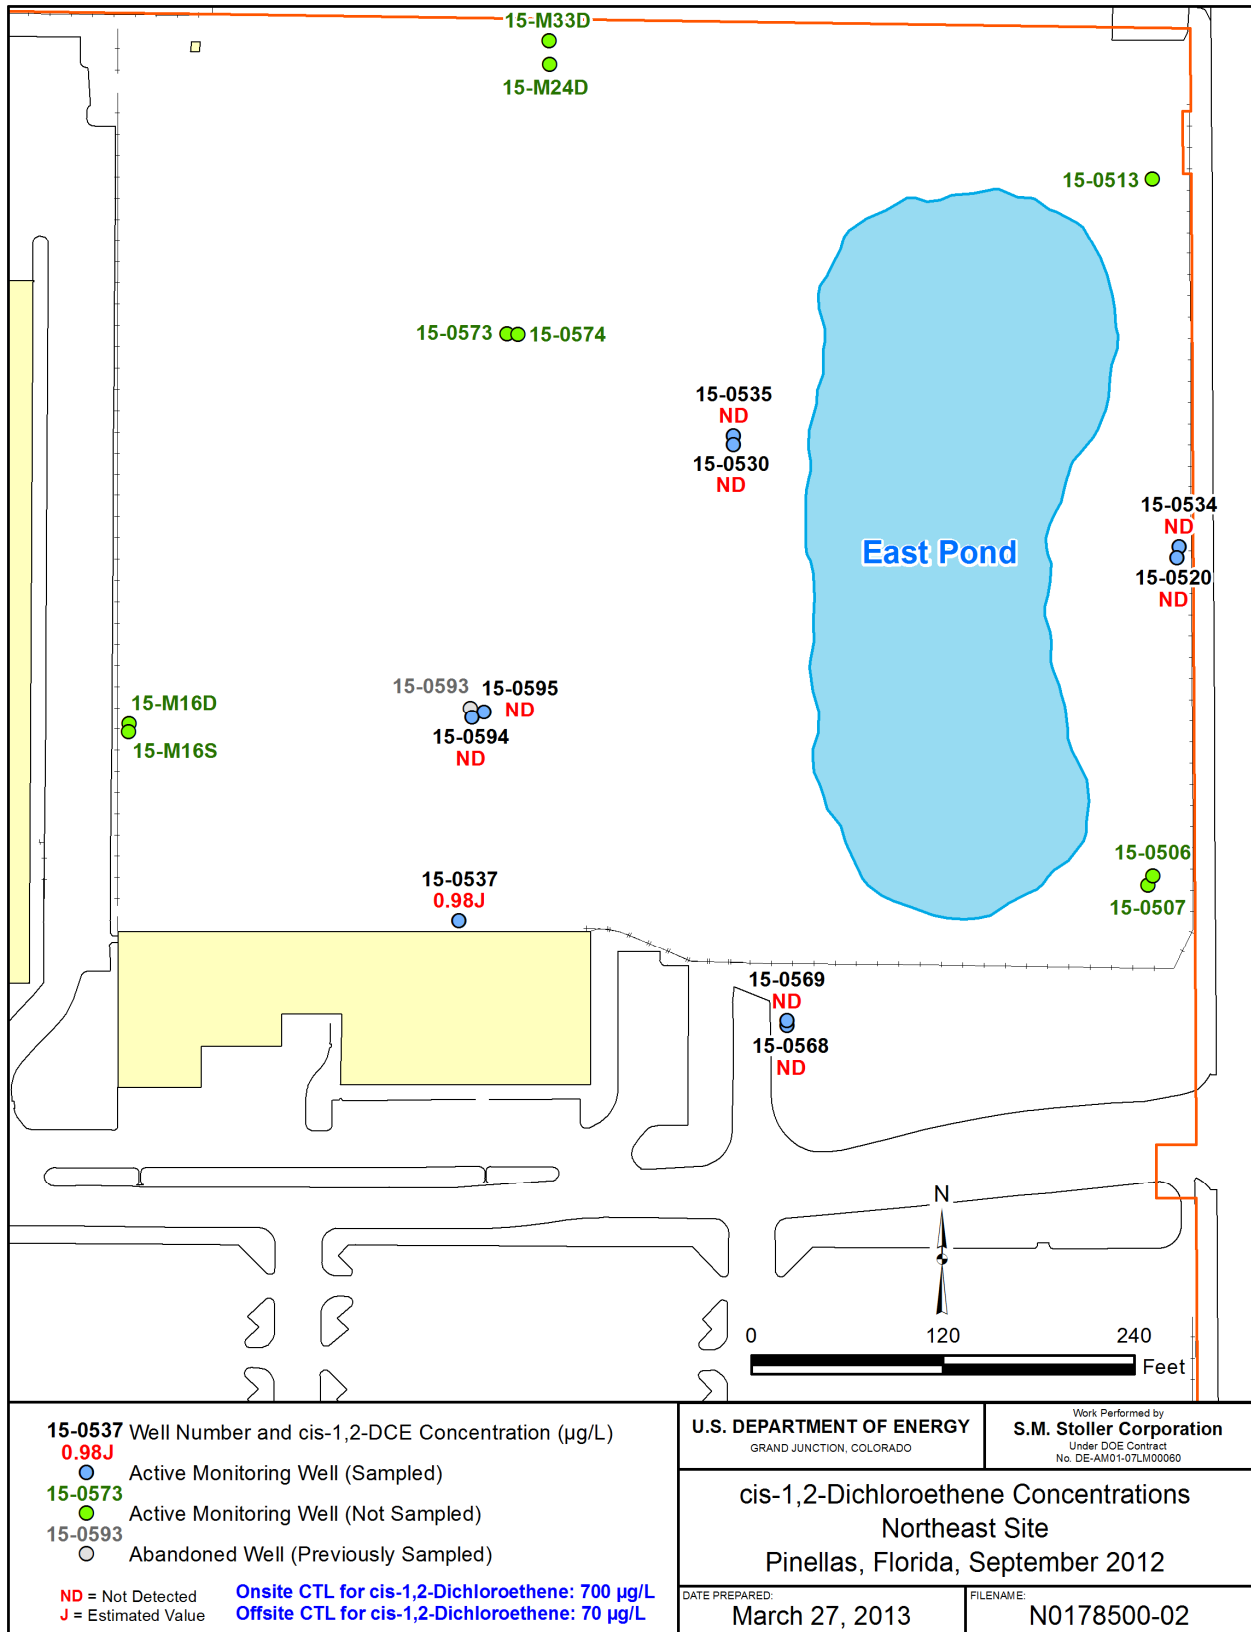 15-M33D
15-M24D
15-0513
15-0573
15-0574
15-0535
ND
15-0530
ND
15-0534
ND
East Pond
15-0520
ND
15-0593
15-0595
ND
15-M16D
15-0594
15-M16S
ND
15-0506
15-0537
0.98J
15-0507
15-0569
ND
15-0568
ND
N
0 120 240
Feet
15-0537 Well Number and cis-1,2-DCE Concentration (µg/L)
0.98J
Active Monitoring Well (Sampled)
15-0573
Active Monitoring Well (Not Sampled)
15-0593
Abandoned Well (Previously Sampled)
ND = Not Detected
J = Estimated Value
Onsite CTL for cis-1,2-Dichloroethene: 700 µg/L
Offsite CTL for cis-1,2-Dichloroethene: 70 µg/L
U.S. DEPARTMENT OF ENERGY
GRAND JUNCTION, COLORADO
Work Performed by
S.M. Stoller Corporation
Under DOE Contract
No. DE-AM01-07LM00060
cis-1,2-Dichloroethene Concentrations
Northeast Site
Pinellas, Florida, September 2012
DATE PREPARED:
March 27, 2013
FILENAME:
N0178500-02